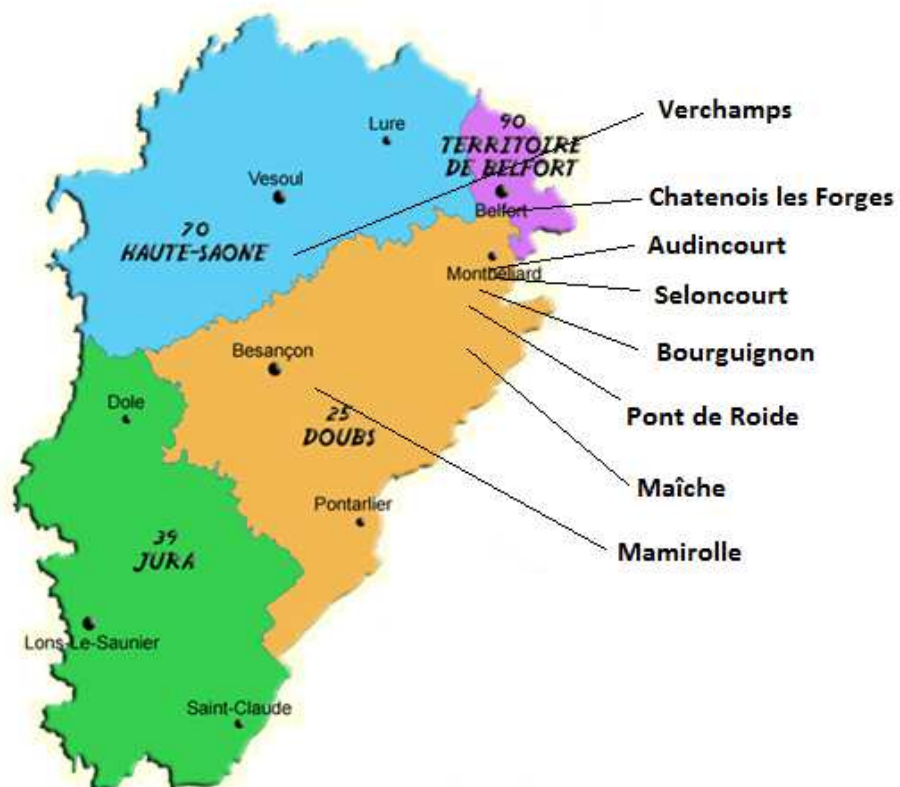 Verchamps
Lure
90
TERRITOIRE
DE BELFORT
Vesoul
Chatenois les Forges
Belfort
70
HAUTE-SAONE
Audincourt
Montbéliard
Seloncourt
Besançon
Bourguignon
Dole
25
DOUBS
Pont de Roide
Maîche
Pontarlier
39
JURA
Mamirolle
Lons-Le-Saunier
Saint-Claude